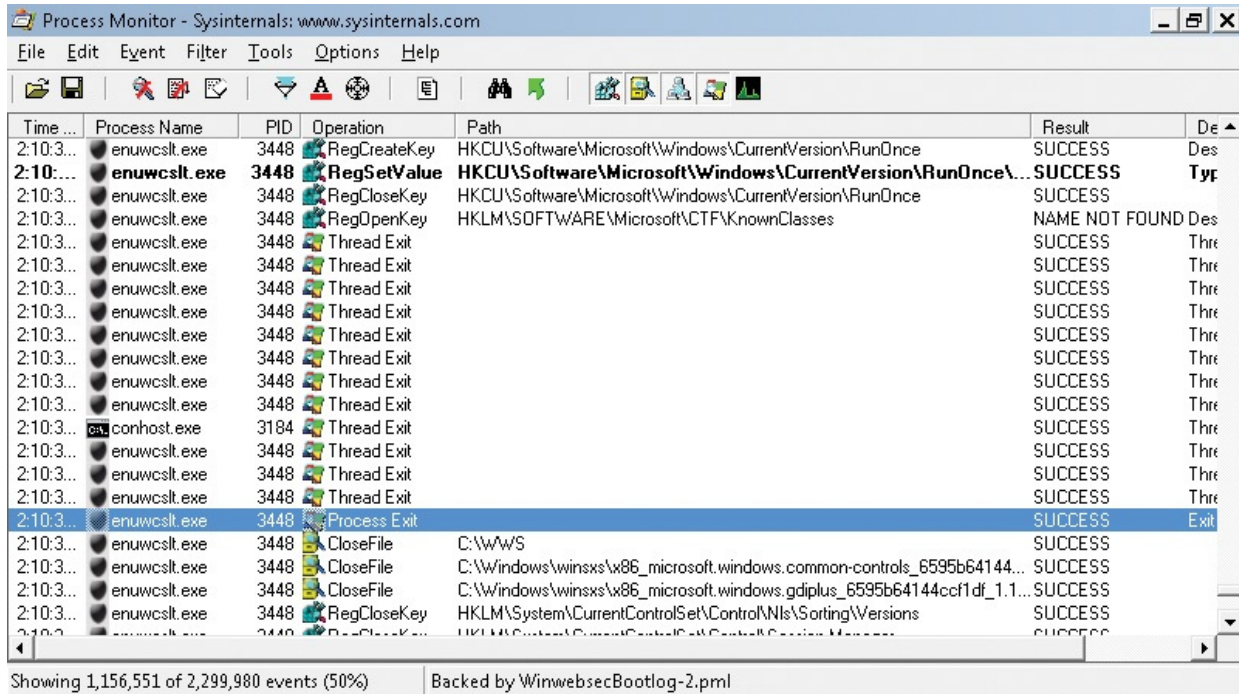 Process Monitor - Sysinternals: www.sysinternals.com
File Edit Event Filter Tools Options Help
Time ... Process Name PID Operation Path Result De
2:10:3... enuwcslt.exe 3448 RegCreateKey HKCU\Software\Microsoft\Windows\CurrentVersion\RunOnce SUCCESS Des
2:10:... enuwcslt.exe 3448 RegSetValue HKCU\Software\Microsoft\Windows\CurrentVersion\RunOnce\... SUCCESS Typ
2:10:3... enuwcslt.exe 3448 RegCloseKey HKCU\Software\Microsoft\Windows\CurrentVersion\RunOnce SUCCESS
2:10:3... enuwcslt.exe 3448 RegOpenKey HKLM\SOFTWARE\Microsoft\CTF\KnownClasses NAME NOT FOUND Des
2:10:3... enuwcslt.exe 3448 Thread Exit SUCCESS Thre
2:10:3... enuwcslt.exe 3448 Thread Exit SUCCESS Thre
2:10:3... enuwcslt.exe 3448 Thread Exit SUCCESS Thre
2:10:3... enuwcslt.exe 3448 Thread Exit SUCCESS Thre
2:10:3... enuwcslt.exe 3448 Thread Exit SUCCESS Thre
2:10:3... enuwcslt.exe 3448 Thread Exit SUCCESS Thre
2:10:3... enuwcslt.exe 3448 Thread Exit SUCCESS Thre
2:10:3... enuwcslt.exe 3448 Thread Exit SUCCESS Thre
2:10:3... conhost.exe 3184 Thread Exit SUCCESS Thre
2:10:3... enuwcslt.exe 3448 Thread Exit SUCCESS Thre
2:10:3... enuwcslt.exe 3448 Thread Exit SUCCESS Thre
2:10:3... enuwcslt.exe 3448 Thread Exit SUCCESS Thre
2:10:3... enuwcslt.exe 3448 Process Exit SUCCESS Exit
2:10:3... enuwcslt.exe 3448 CloseFile C:\WWS SUCCESS
2:10:3... enuwcslt.exe 3448 CloseFile C:\Windows\winsxs\x86_microsoft.windows.common-controls_6595b64144... SUCCESS
2:10:3... enuwcslt.exe 3448 CloseFile C:\Windows\winsxs\x86_microsoft.windows.gdiplus_6595b64144ccf1df_1.1... SUCCESS
2:10:3... enuwcslt.exe 3448 RegCloseKey HKLM\System\CurrentControlSet\Control\Nls\Sorting\Versions SUCCESS
Showing 1,156,551 of 2,299,980 events (50%) Backed by WinwebsecBootlog-2.pml